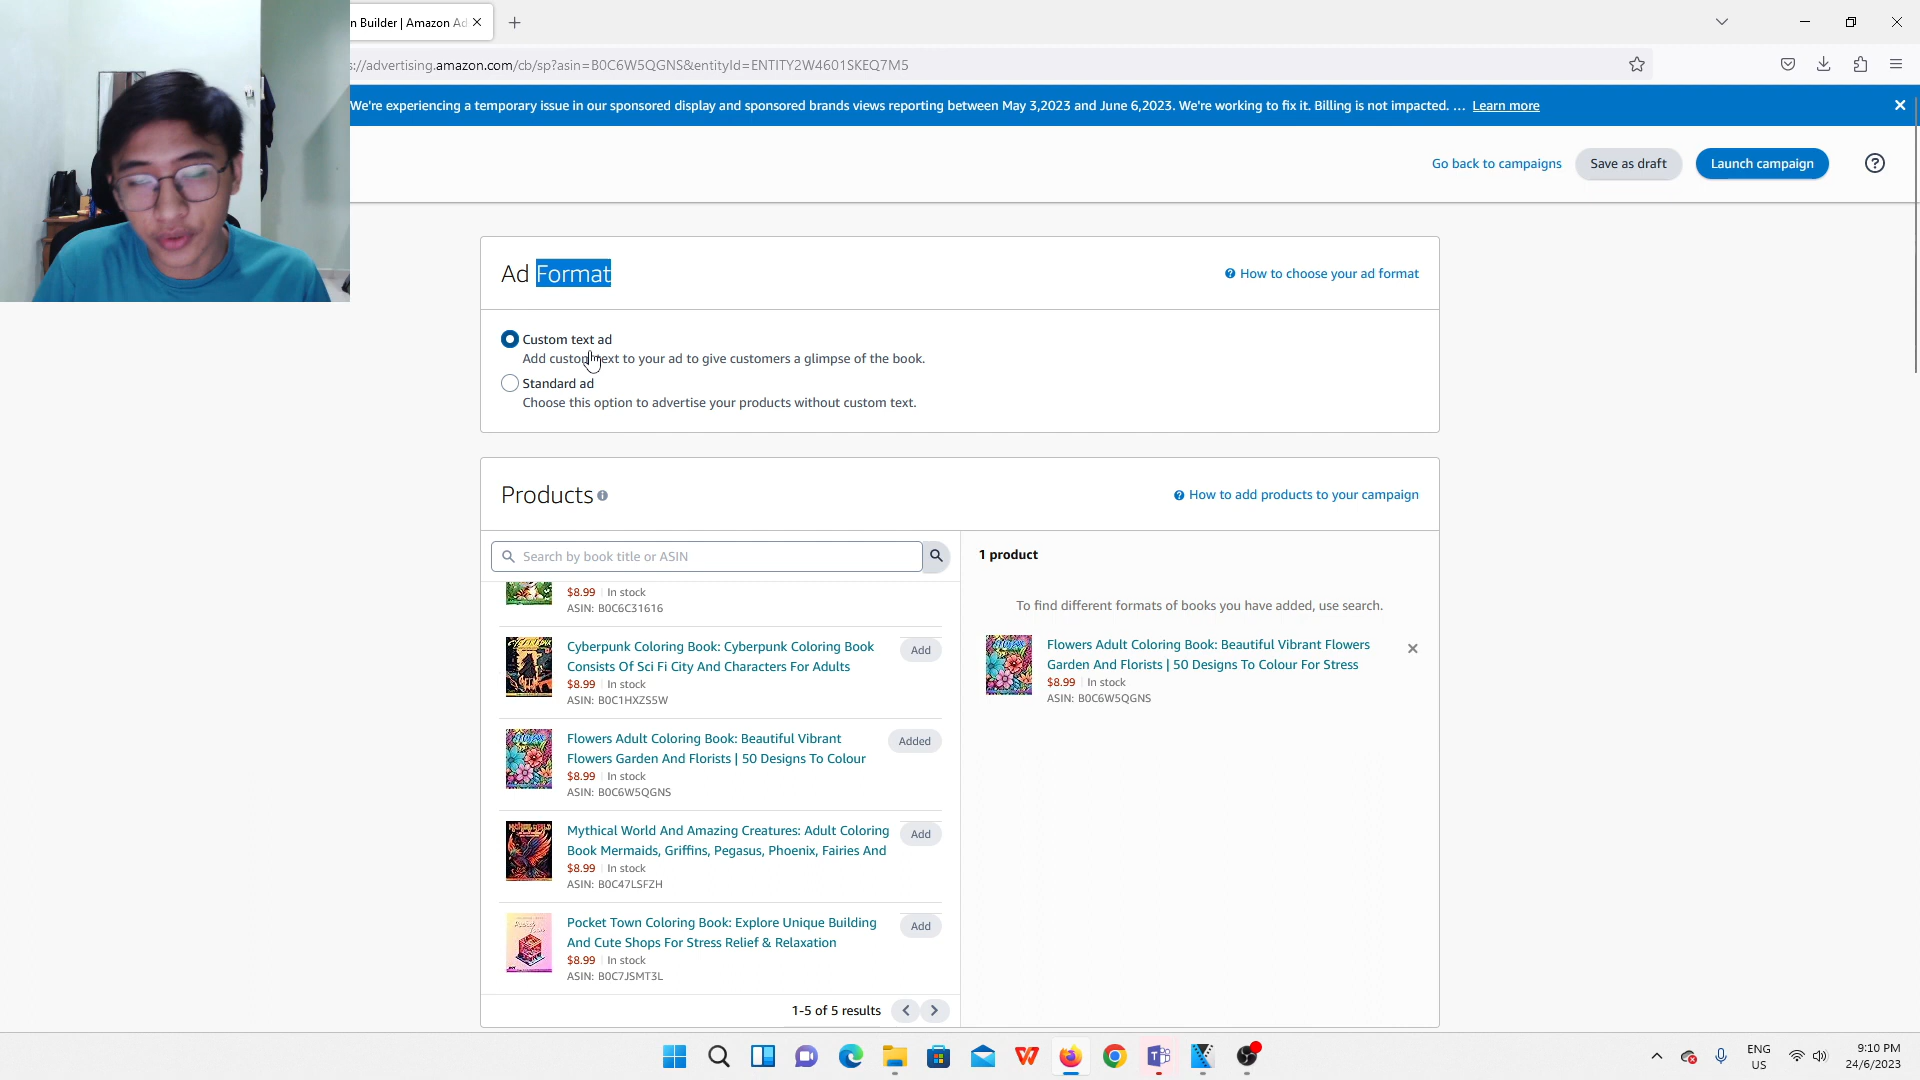 n Builder | Amazon Ad
s://advertising.amazon.com/cb/sp?asin=B0C6W5QGNS&entityId=ENTITY2W4601SKEQ7M5
We're experiencing a temporary issue in our sponsored display and sponsored brands views reporting between May 3,2023 and June 6,2023. We're working to fix it. Billing is not impacted. ... Learn more
Go back to campaigns
Save as draft
Launch campaign
Ad Format
How to choose your ad format
Custom text ad
Add custom text to your ad to give customers a glimpse of the book.
Standard ad
Choose this option to advertise your products without custom text.
Products
How to add products to your campaign
Search by book title or ASIN
$8.99 In stock
ASIN: B0C6C31616
Cyberpunk Coloring Book: Cyberpunk Coloring Book
Consists Of Sci Fi City And Characters For Adults
$8.99 In stock
ASIN: B0C1HXZS5W
Add
Flowers Adult Coloring Book: Beautiful Vibrant
Flowers Garden And Florists | 50 Designs To Colour
$8.99 In stock
ASIN: B0C6W5QGNS
Added
Mythical World And Amazing Creatures: Adult Coloring
Book Mermaids, Griffins, Pegasus, Phoenix, Fairies And
$8.99 In stock
ASIN: B0C47LSFZH
Add
Pocket Town Coloring Book: Explore Unique Building
And Cute Shops For Stress Relief & Relaxation
$8.99 In stock
ASIN: B0C7JSMT3L
Add
1-5 of 5 results
1 product
To find different formats of books you have added, use search.
Flowers Adult Coloring Book: Beautiful Vibrant Flowers
Garden And Florists | 50 Designs To Colour For Stress
$8.99 In stock
ASIN: B0C6W5QGNS
ENG
US
9:10 PM
24/6/2023